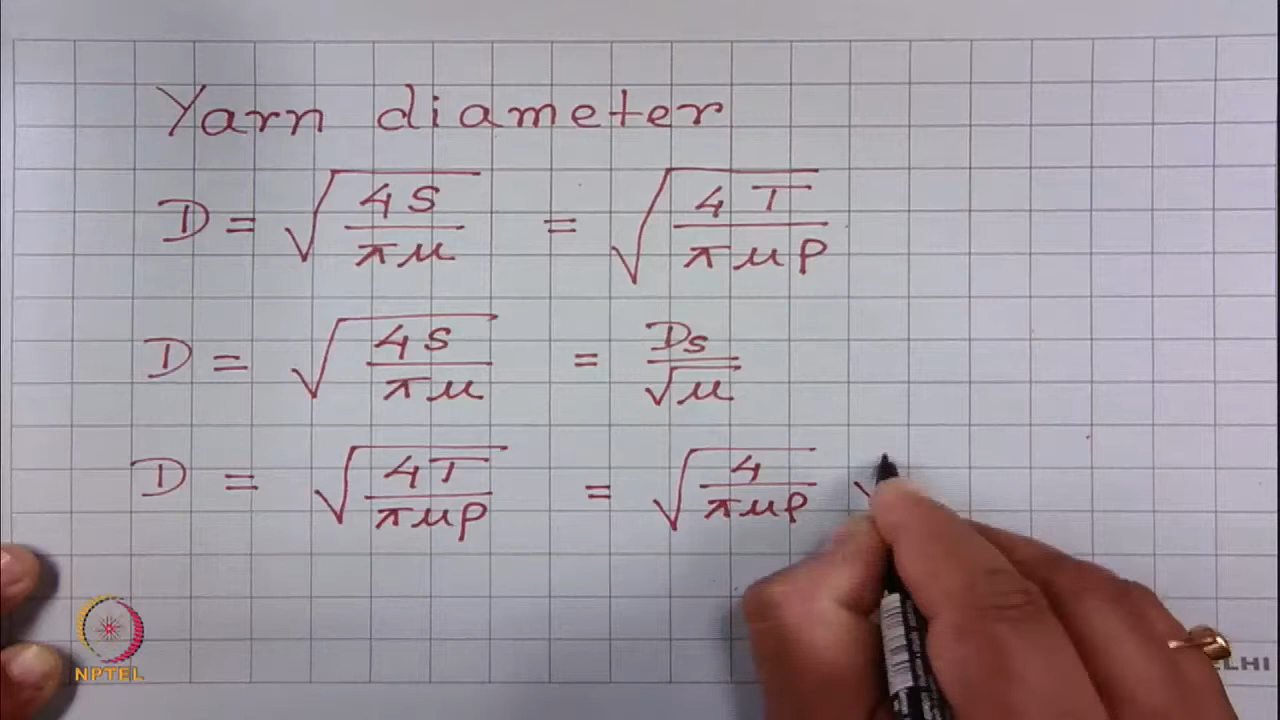 Yarn diameter
D = √(4S/πμ) = √(4T/πμρ)
D = √(4S/πμ) = Ds/√μ
D = √(4T/πμρ) = √(4/πμρ) √
NPTEL